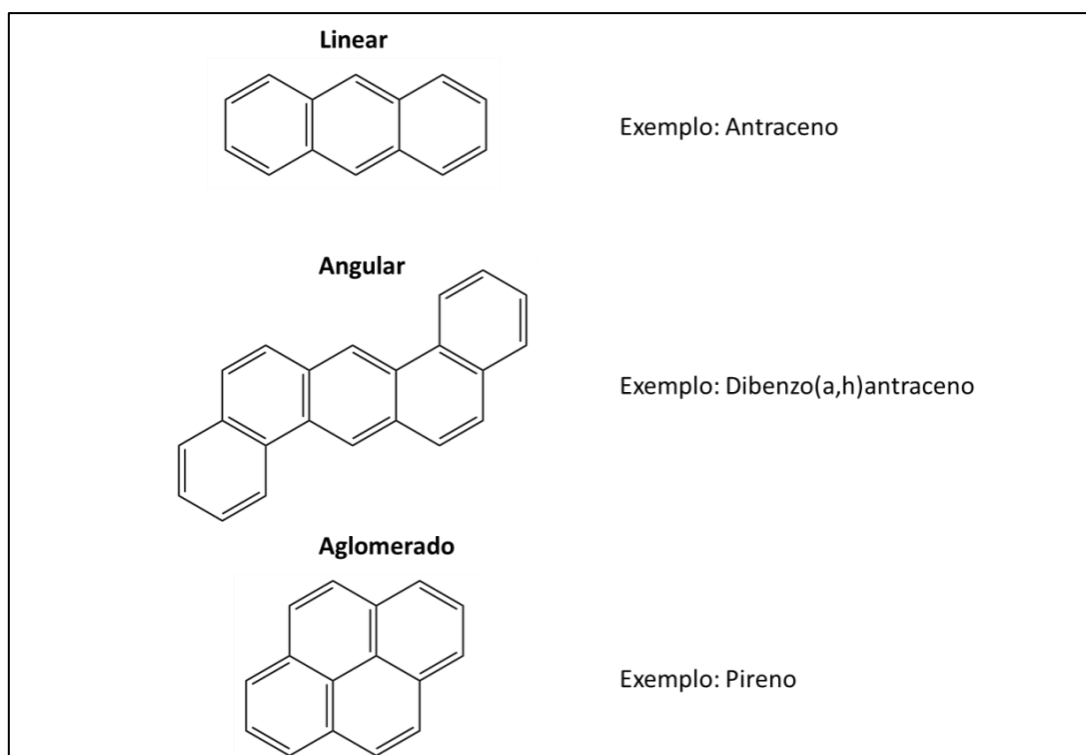 Linear
Exemplo: Antraceno
Angular
Exemplo: Dibenzo(a,h)antraceno
Aglomerado
Exemplo: Pireno